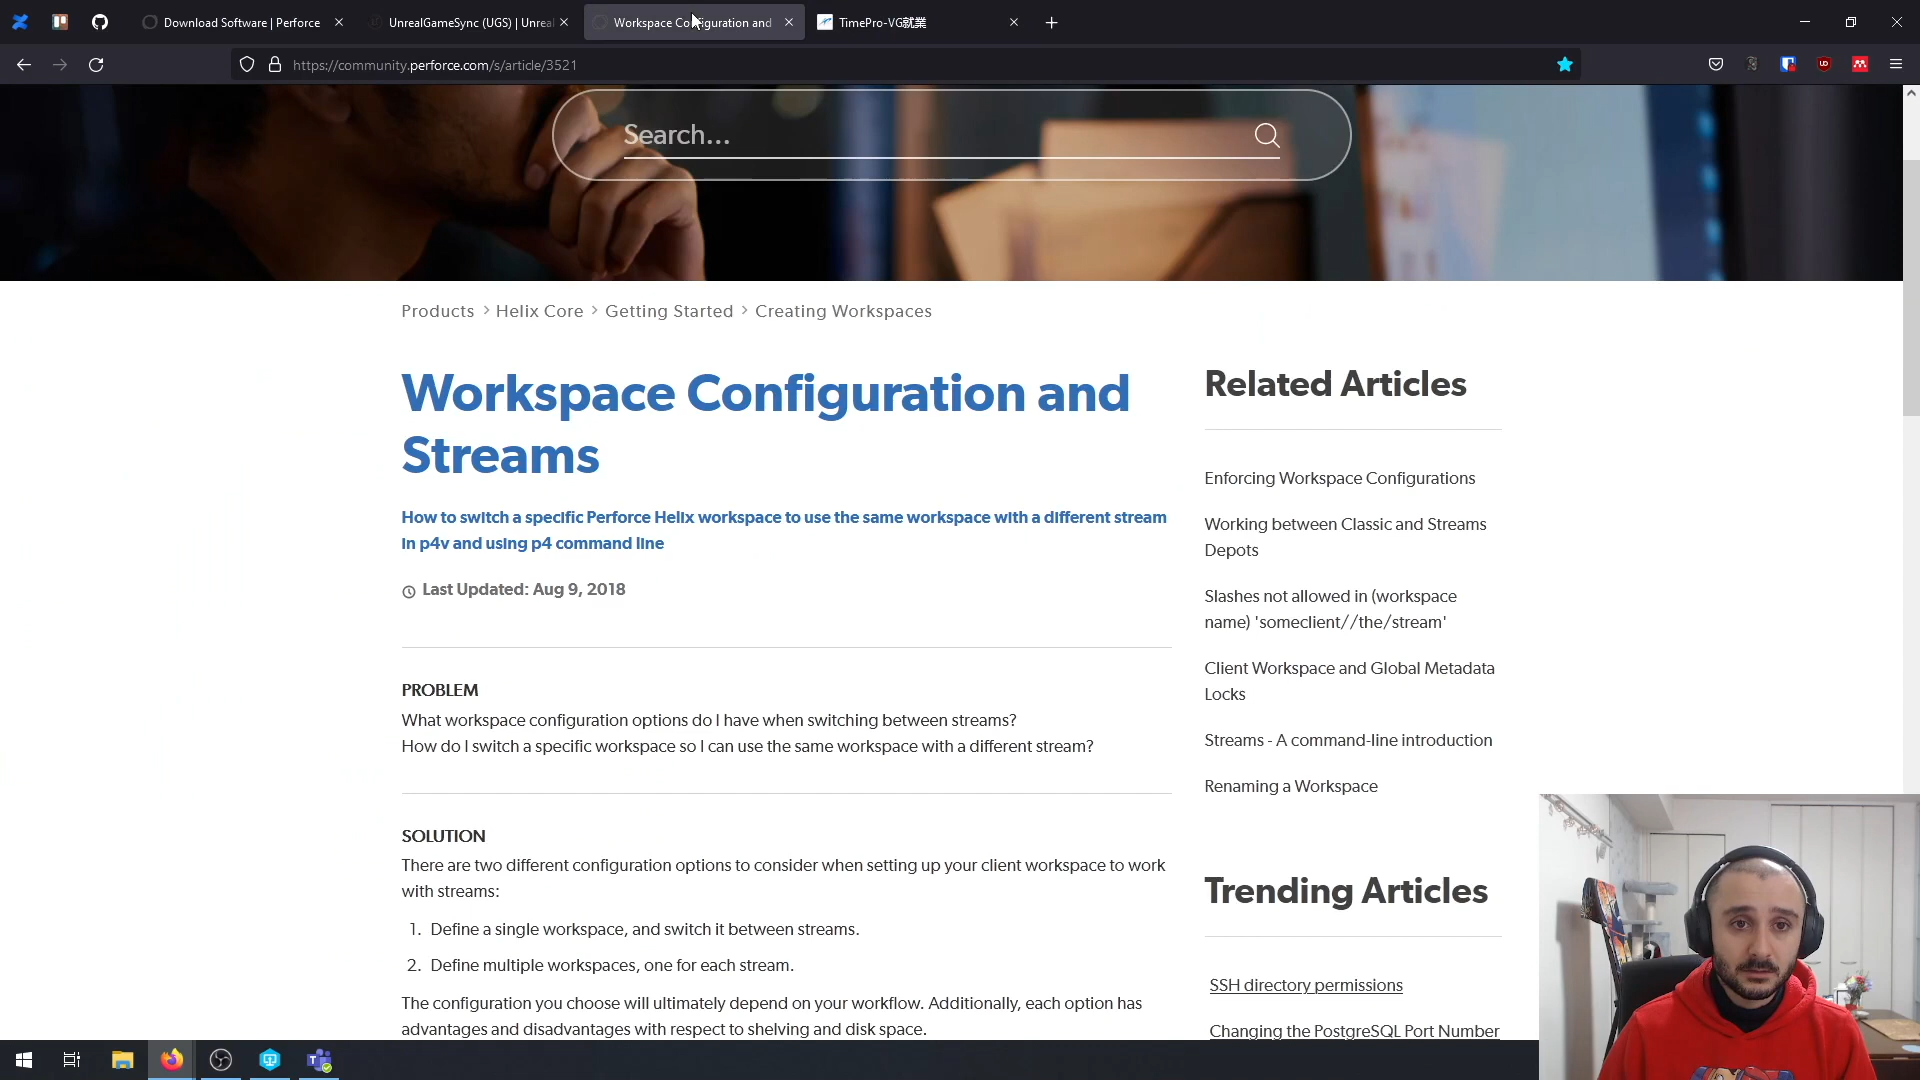 Download Software | Perforce
UnrealGameSync (UGS) | Unreal
Workspace Configuration and
TimePro-VG就業
https://community.perforce.com/s/article/3521
Search...
Products > Helix Core > Getting Started > Creating Workspaces
Workspace Configuration and
Streams
How to switch a specific Perforce Helix workspace to use the same workspace with a different stream
in p4v and using p4 command line
Last Updated: Aug 9, 2018
PROBLEM
What workspace configuration options do I have when switching between streams?
How do I switch a specific workspace so I can use the same workspace with a different stream?
SOLUTION
There are two different configuration options to consider when setting up your client workspace to work
with streams:
1. Define a single workspace, and switch it between streams.
2. Define multiple workspaces, one for each stream.
The configuration you choose will ultimately depend on your workflow. Additionally, each option has
advantages and disadvantages with respect to shelving and disk space.
Related Articles
Enforcing Workspace Configurations
Working between Classic and Streams
Depots
Slashes not allowed in (workspace
name) 'someclient//the/stream'
Client Workspace and Global Metadata
Locks
Streams - A command-line introduction
Renaming a Workspace
Trending Articles
SSH directory permissions
Changing the PostgreSQL Port Number